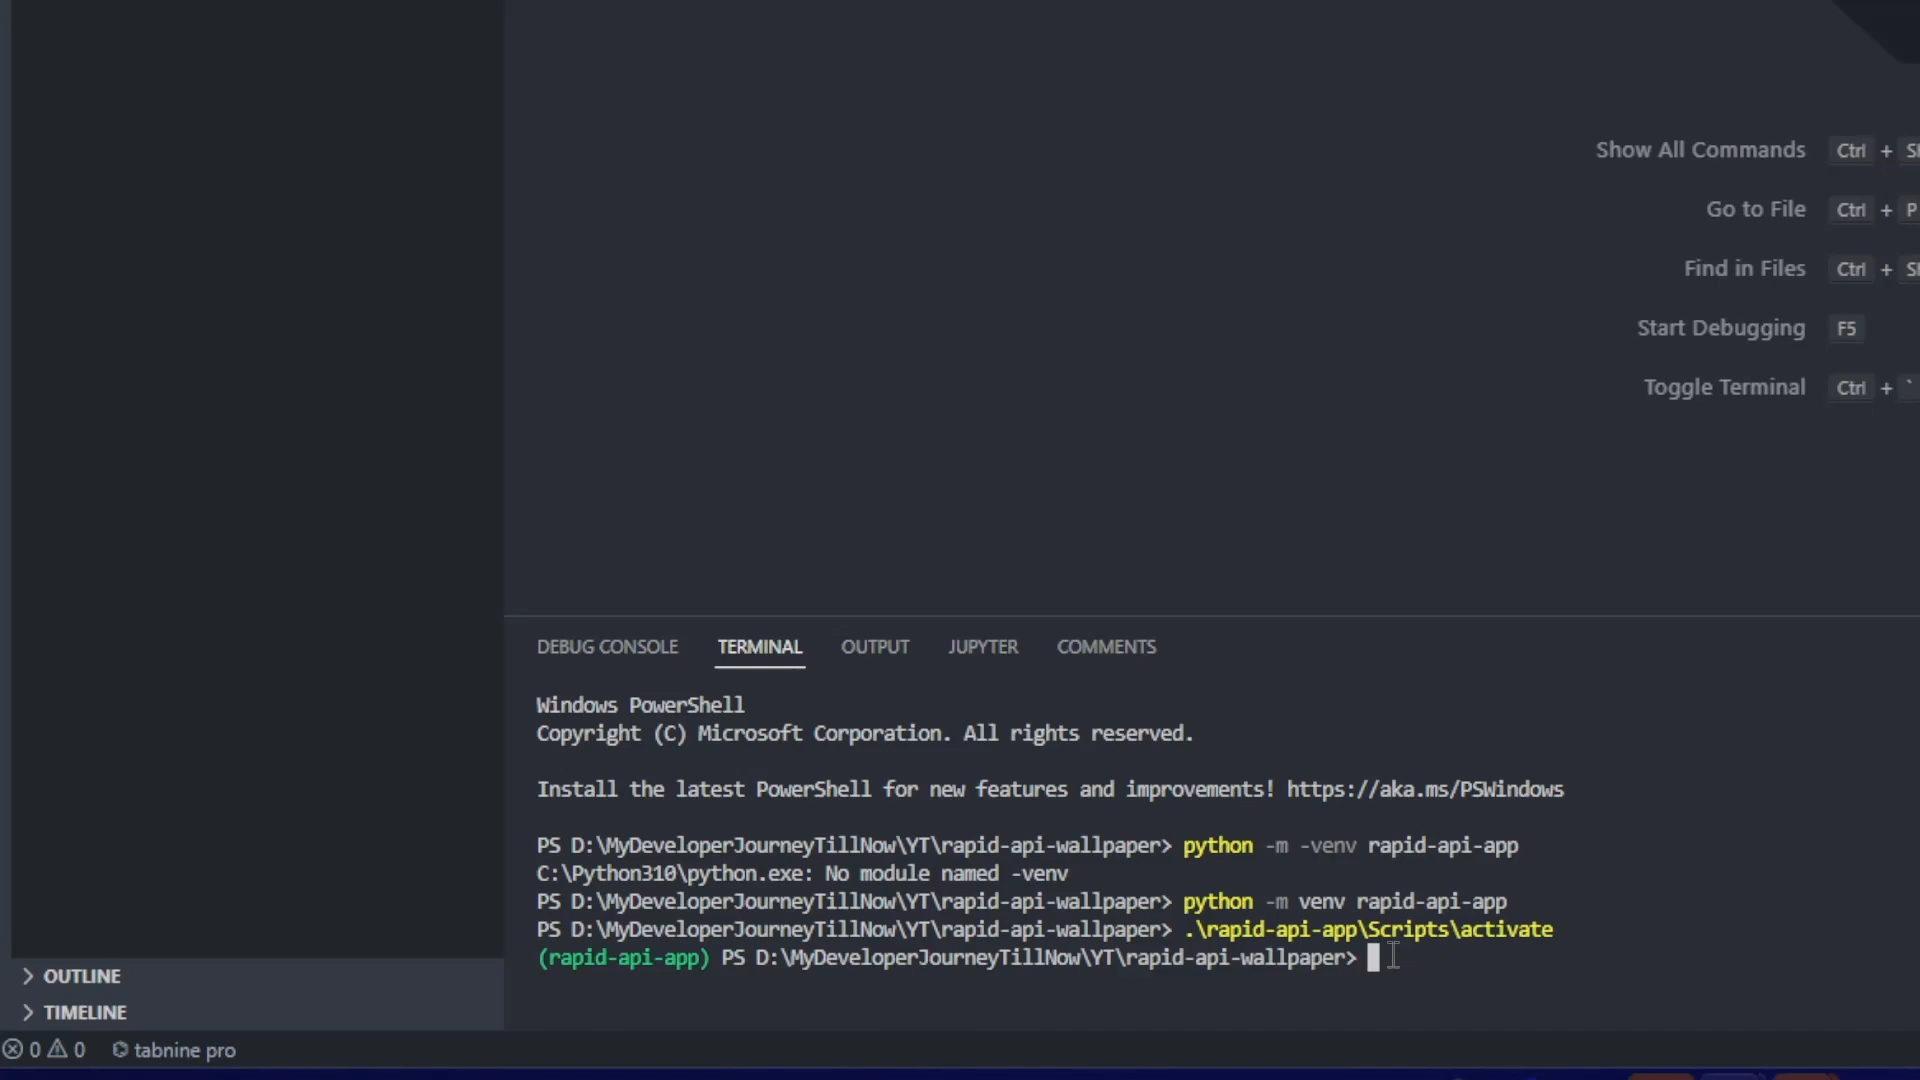 Show All Commands Ctrl +
Go to File Ctrl + P
Find in Files Ctrl +
Start Debugging F5
Toggle Terminal Ctrl + `
DEBUG CONSOLE TERMINAL OUTPUT JUPYTER COMMENTS
Windows PowerShell
Copyright (C) Microsoft Corporation. All rights reserved.
Install the latest PowerShell for new features and improvements! https://aka.ms/PSWindows
PS D:\MyDeveloperJourneyTillNow\YT\rapid-api-wallpaper> python -m -venv rapid-api-app
C:\Python310\python.exe: No module named -venv
PS D:\MyDeveloperJourneyTillNow\YT\rapid-api-wallpaper> python -m venv rapid-api-app
PS D:\MyDeveloperJourneyTillNow\YT\rapid-api-wallpaper> .\rapid-api-app\Scripts\activate
(rapid-api-app) PS D:\MyDeveloperJourneyTillNow\YT\rapid-api-wallpaper>
OUTLINE
TIMELINE
0 0 tabnine pro